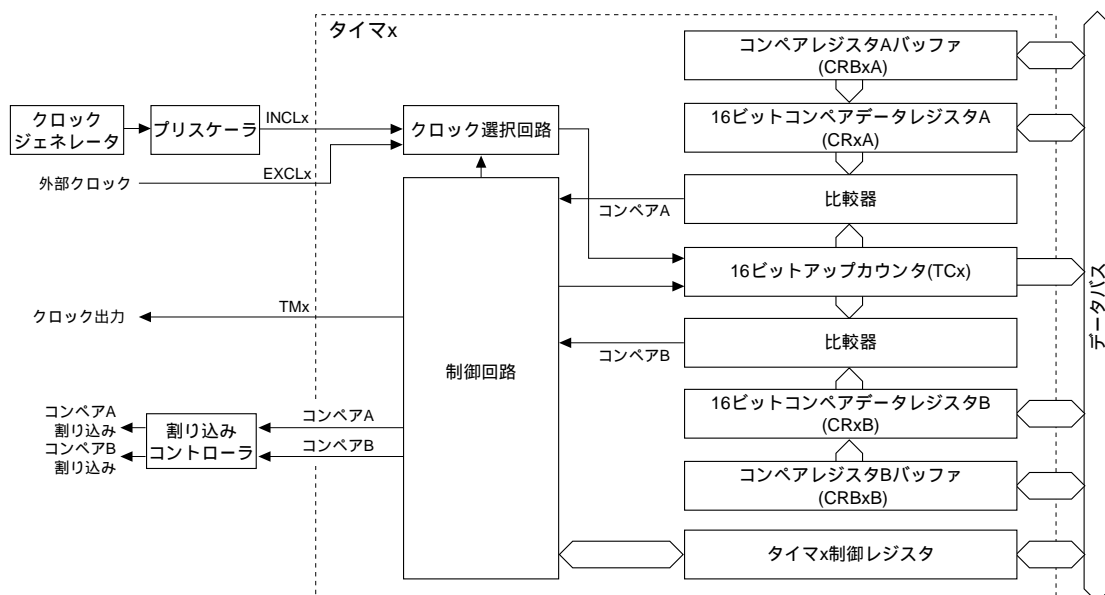 タイマx
コンペアレジスタAバッファ
(CRBxA)
クロック
ジェネレータ
プリスケーラ
INCLx
クロック選択回路
16ビットコンペアデータレジスタA
(CRxA)
外部クロック
EXCLx
コンペアA
比較器
16ビットアップカウンタ(TCx)
データバス
クロック出力
TMx
コンペアB
比較器
制御回路
コンペアA
割り込み
コンペアB
割り込み
割り込み
コントローラ
コンペアA
コンペアB
16ビットコンペアデータレジスタB
(CRxB)
コンペアレジスタBバッファ
(CRBxB)
タイマx制御レジスタ